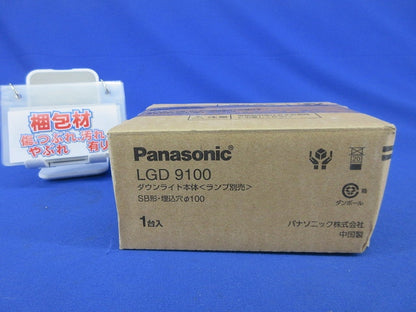 梱包材
傷 つぶれ 汚れ
やぶれ 有り
Panasonic
LGD 9100
ダウンライト本体<ランプ別売>
SB形・埋込穴φ100
1台入
ダンボール
パナソニック株式会社
中国製